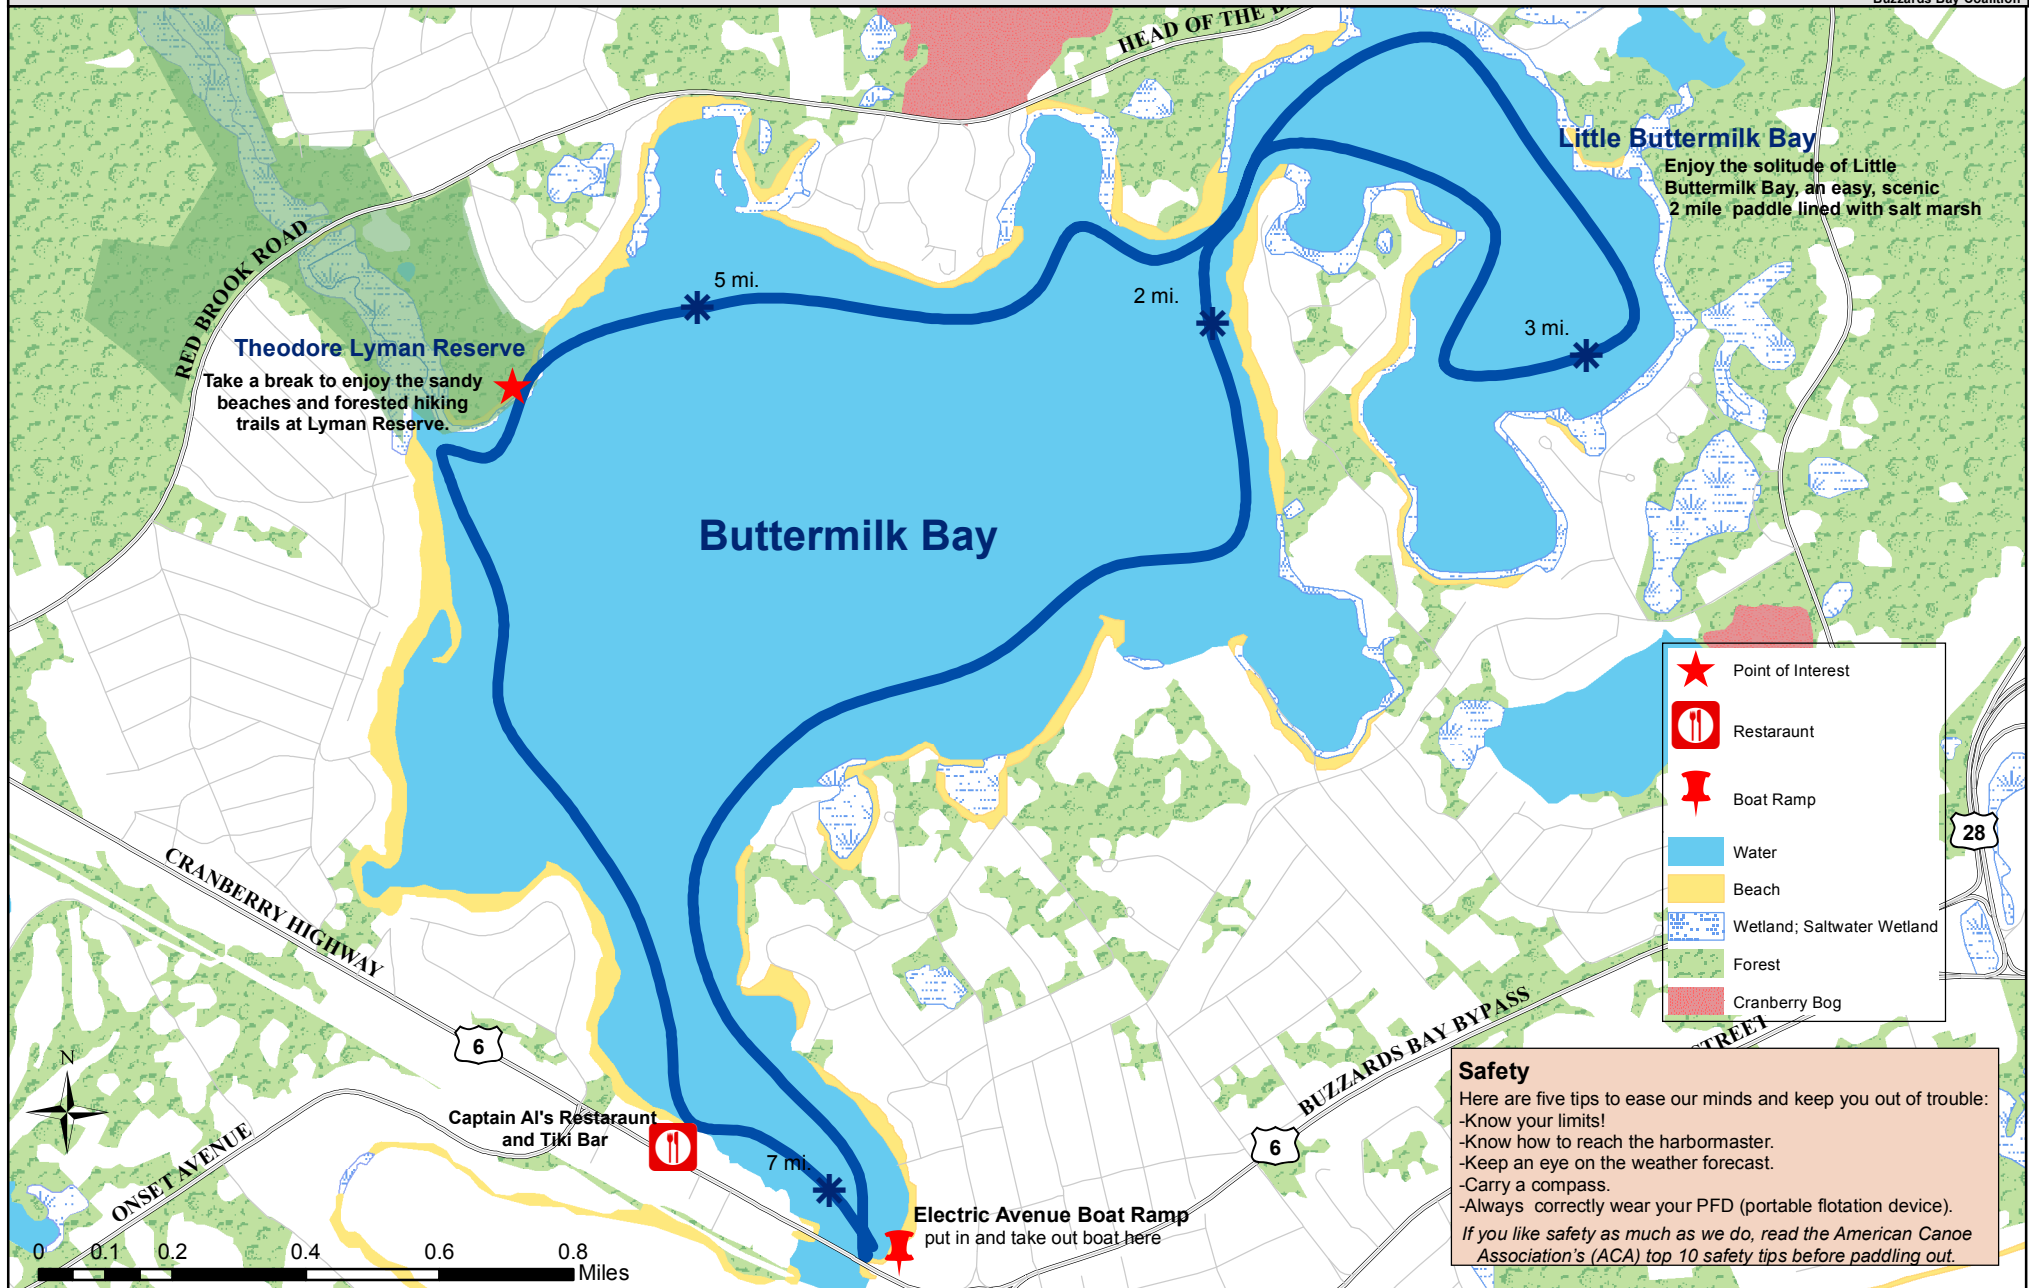 Buzzards Bay Coalition
HEAD OF THE
Little Buttermilk Bay
Enjoy the solitude of Little
Buttermilk Bay, an easy, scenic
2 mile paddle lined with salt marsh
RED BROOK ROAD
5 mi.
2 mi.
3 mi.
Theodore Lyman Reserve
Take a break to enjoy the sandy
beaches and forested hiking
trails at Lyman Reserve.
Buttermilk Bay
Point of Interest
Restaraunt
Boat Ramp
Water
Beach
Wetland; Saltwater Wetland
Forest
Cranberry Bog
28
CRANBERRY HIGHWAY
6
BUZZARDS BAY BYPASS
STREET
6
N
ONSET AVENUE
Captain Al's Restaraunt
and Tiki Bar
7 mi.
Electric Avenue Boat Ramp
put in and take out boat here
Safety
Here are five tips to ease our minds and keep you out of trouble:
-Know your limits!
-Know how to reach the harbormaster.
-Keep an eye on the weather forecast.
-Carry a compass.
-Always correctly wear your PFD (portable flotation device).
If you like safety as much as we do, read the American Canoe
Association's (ACA) top 10 safety tips before paddling out.
0 0.1 0.2 0.4 0.6 0.8
Miles